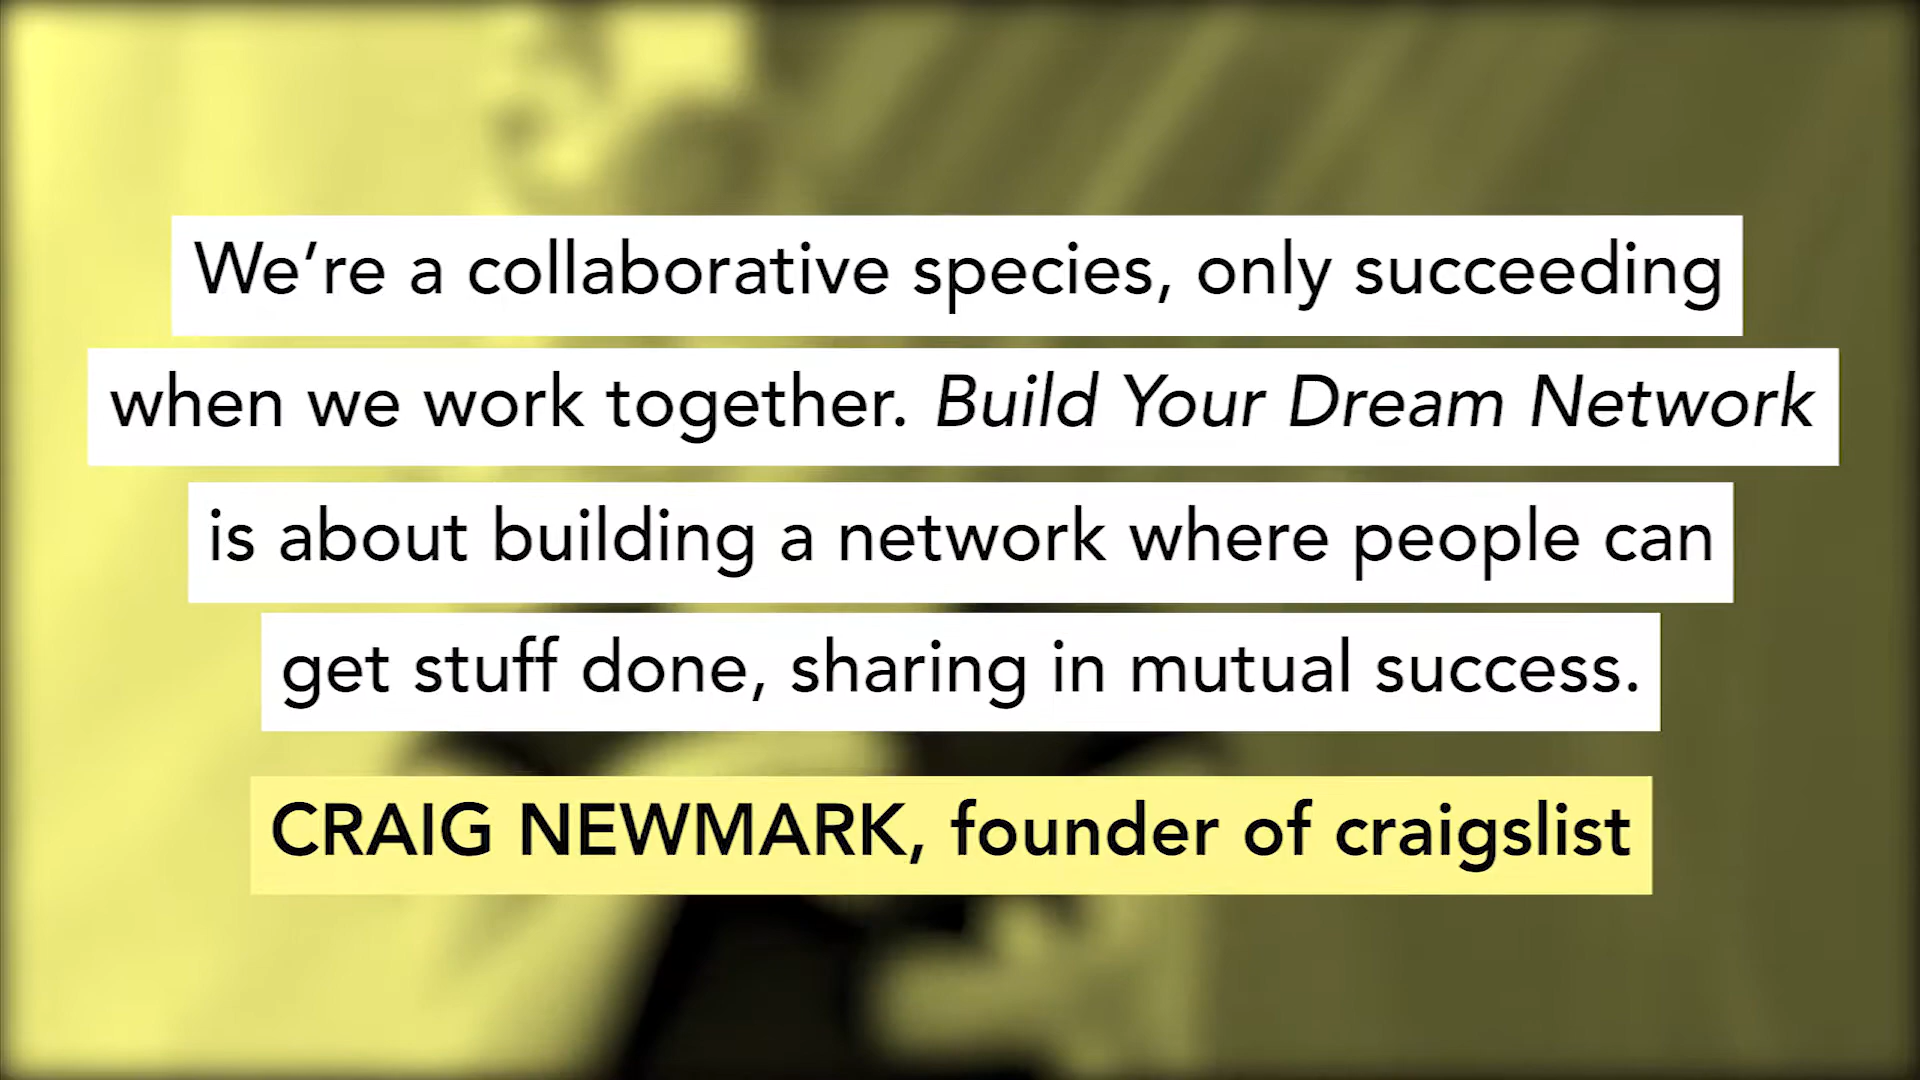 We’re a collaborative species, only succeeding
when we work together. Build Your Dream Network
is about building a network where people can
get stuff done, sharing in mutual success.
CRAIG NEWMARK, founder of craigslist